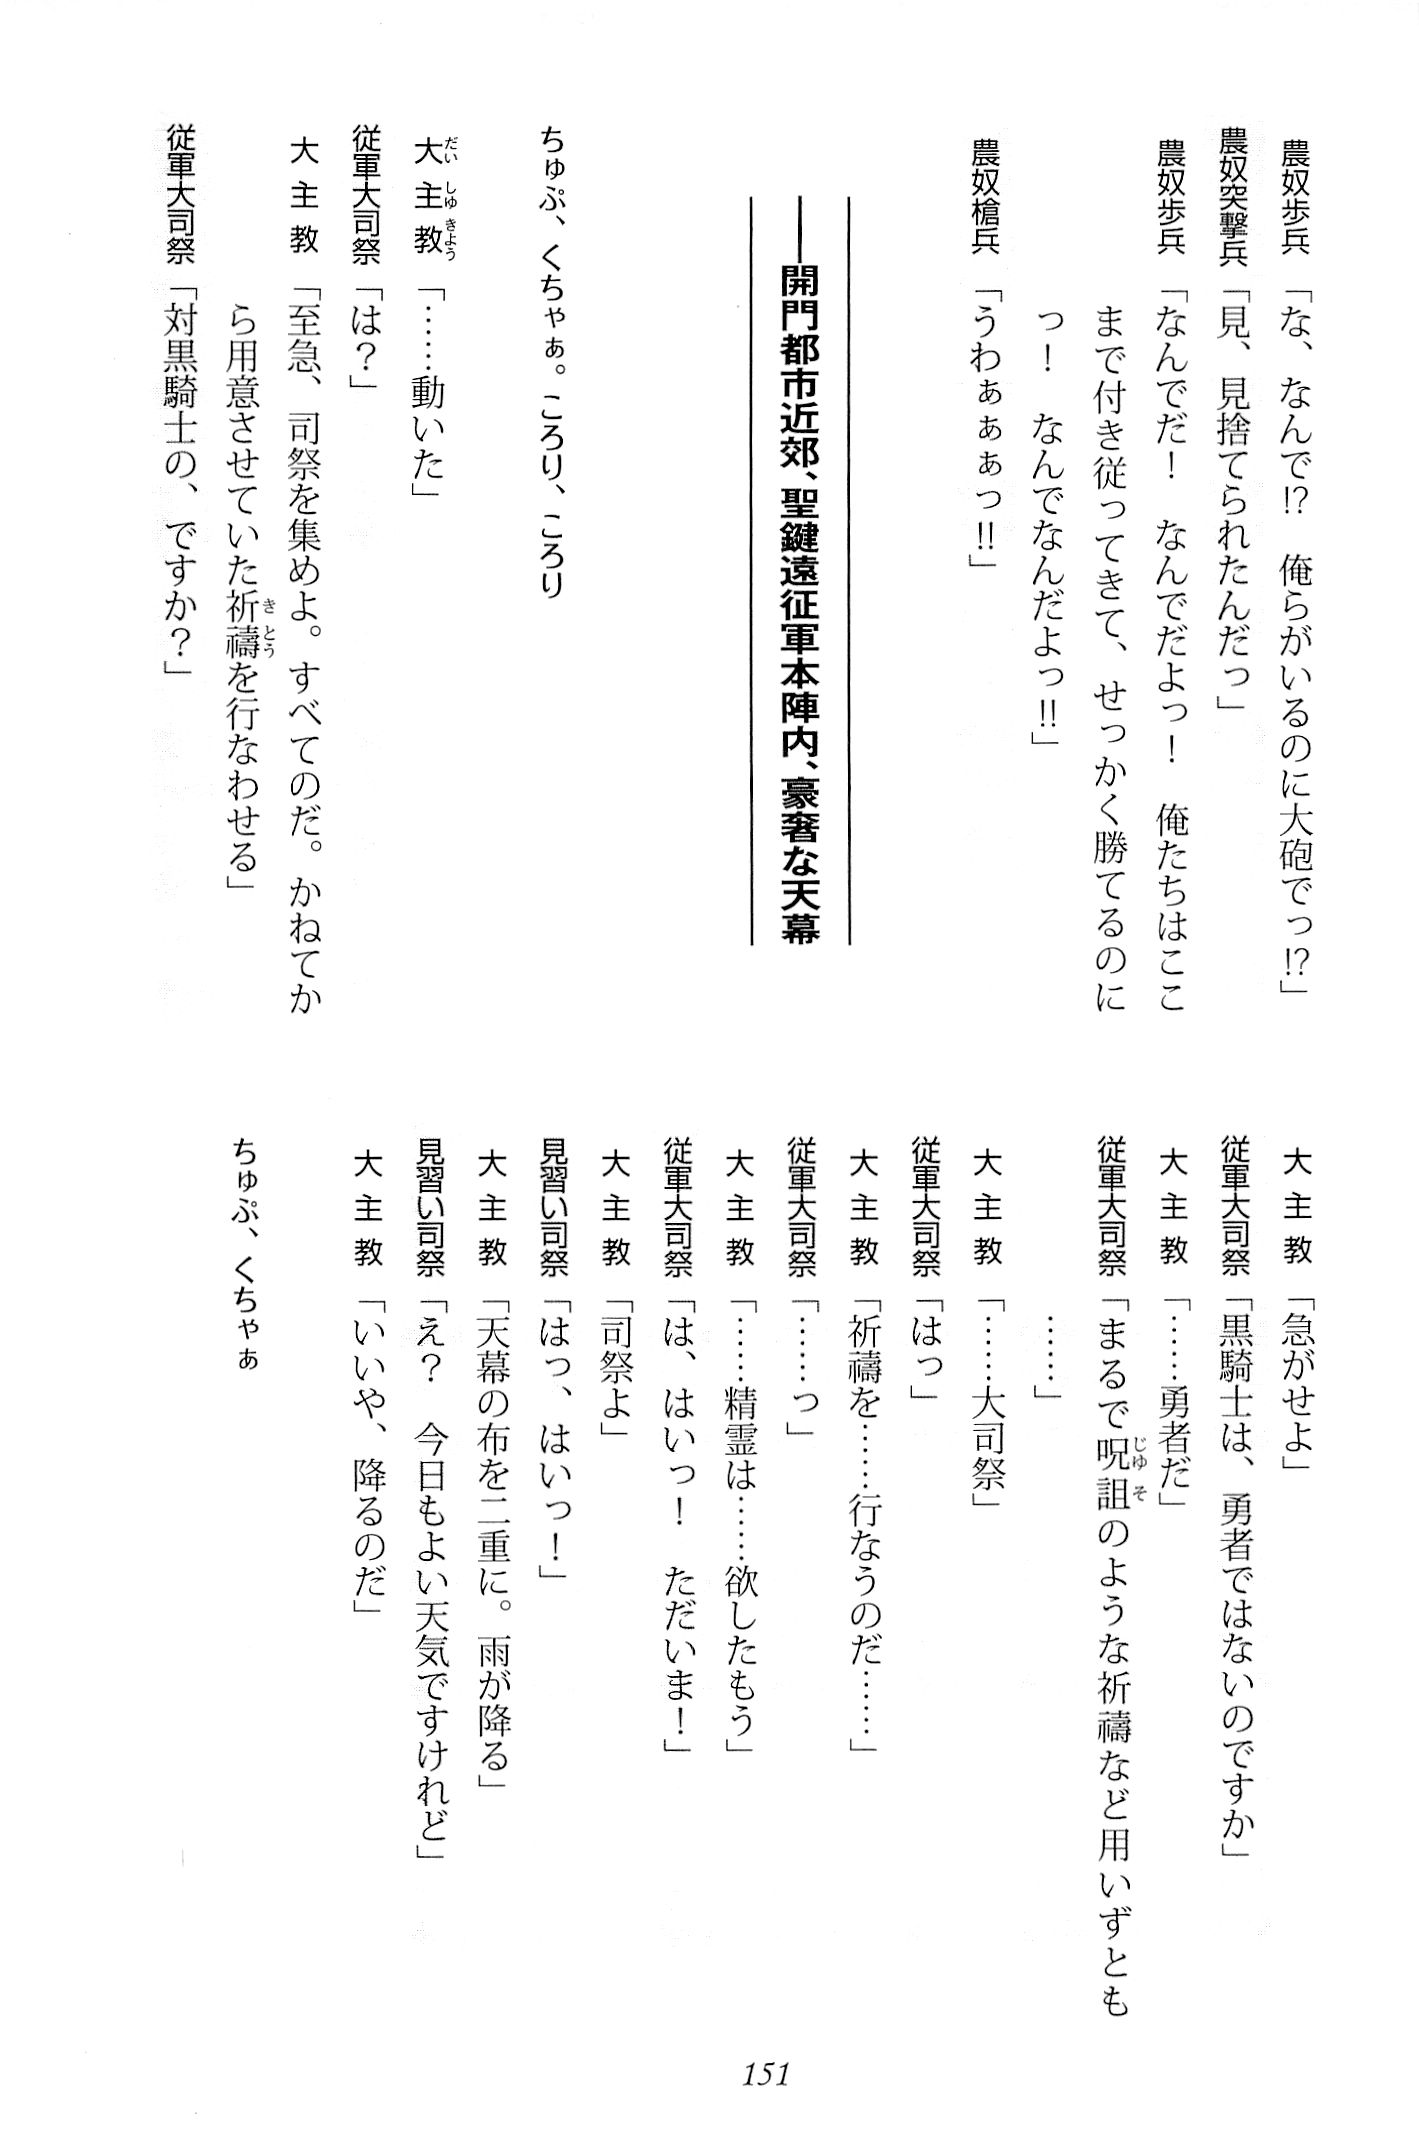 農奴歩兵「な、なんで!? 俺らがいるのに大砲でっ!?」
農奴突撃兵「見、見捨てられたんだっ」
農奴歩兵「なんでだ！ なんでだよっ！ 俺たちはここ
まで付き従ってきて、せっかく勝てるのに
っ！ なんでなんだよっ!!」
農奴槍兵「うわぁぁぁっ!!」
――開門都市近郊、聖鍵遠征軍本陣内、豪奢な天幕
ちゅぷ、くちゃぁ。ころり、ころり
大主教「……動いた」
だいしゅきょう
従軍大司祭「は？」
大主教「至急、司祭を集めよ。すべてのだ。かねてか
ら用意させていた祈禱を行なわせる」
きとう
従軍大司祭「対黒騎士の、ですか？」
大主教「急がせよ」
従軍大司祭「黒騎士は、勇者ではないのですか」
大主教「……勇者だ」
従軍大司祭「まるで呪詛のような祈禱など用いずとも
じゅそ
……」
大主教「……大司祭」
従軍大司祭「はっ」
大主教「祈禱を……行なうのだ……」
従軍大司祭「……っ」
大主教「……精霊は……欲したもう」
従軍大司祭「は、はいっ！ ただいま！」
大主教「司祭よ」
見習い司祭「はっ、はいっ！」
大主教「天幕の布を二重に。雨が降る」
見習い司祭「え？ 今日もよい天気ですけれど」
大主教「いいや、降るのだ」
ちゅぷ、くちゃぁ
151